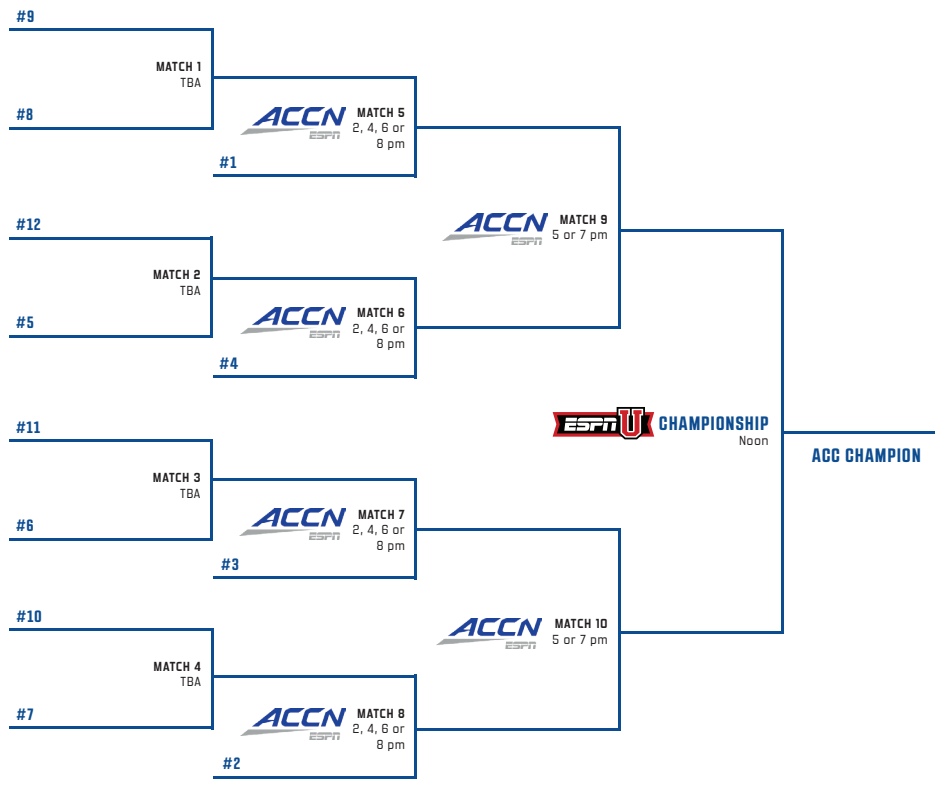 #9
MATCH 1
TBA
#8
ACCN
ESPN
MATCH 5
2, 4, 6 or
8 pm
#1
#12
MATCH 2
TBA
#5
ACCN
ESPN
MATCH 6
2, 4, 6 or
8 pm
#4
ACCN
ESPN
MATCH 9
5 or 7 pm
#11
MATCH 3
TBA
#6
ACCN
ESPN
MATCH 7
2, 4, 6 or
8 pm
#3
#10
MATCH 4
TBA
#7
ACCN
ESPN
MATCH 8
2, 4, 6 or
8 pm
#2
ACCN
ESPN
MATCH 10
5 or 7 pm
ESPN U CHAMPIONSHIP
Noon
ACC CHAMPION